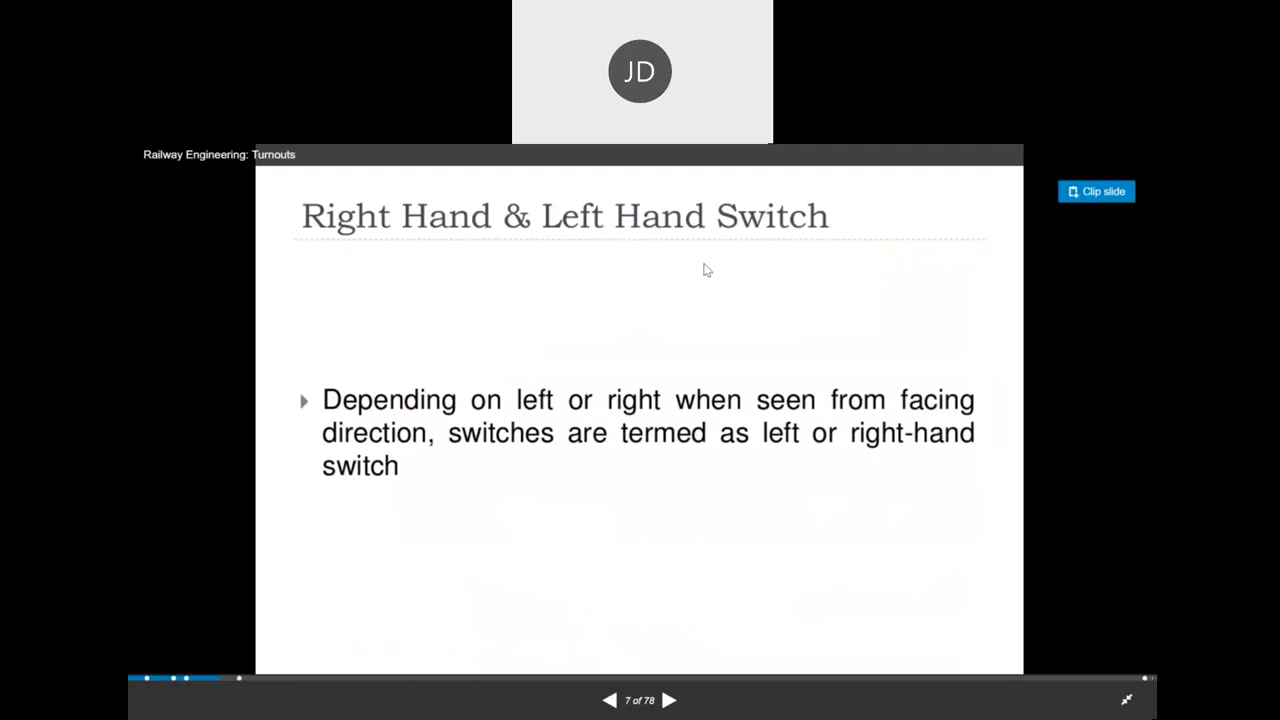 JD
Railway Engineering: Turnouts
Clip slide
Right Hand & Left Hand Switch
Depending on left or right when seen from facing
direction, switches are termed as left or right-hand
switch
7 of 78